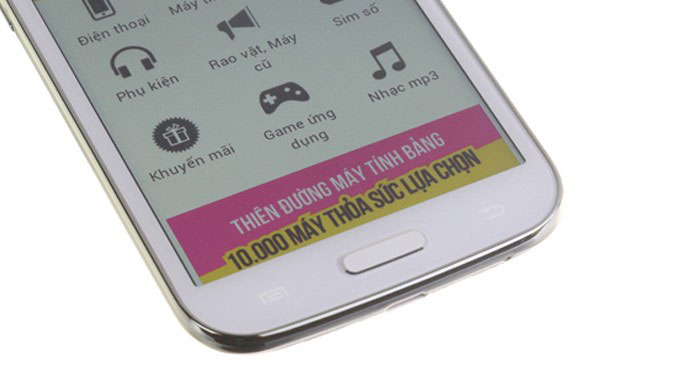 Điện thoại
Máy
Sim số
Phụ kiện
Rao vặt, Máy
cũ
Nhạc mp3
Khuyến mãi
Game ứng
dụng
THIÊN ĐƯỜNG MÁY TÍNH BẢNG
10.000 MÁY THỎA SỨC LỰA CHỌN